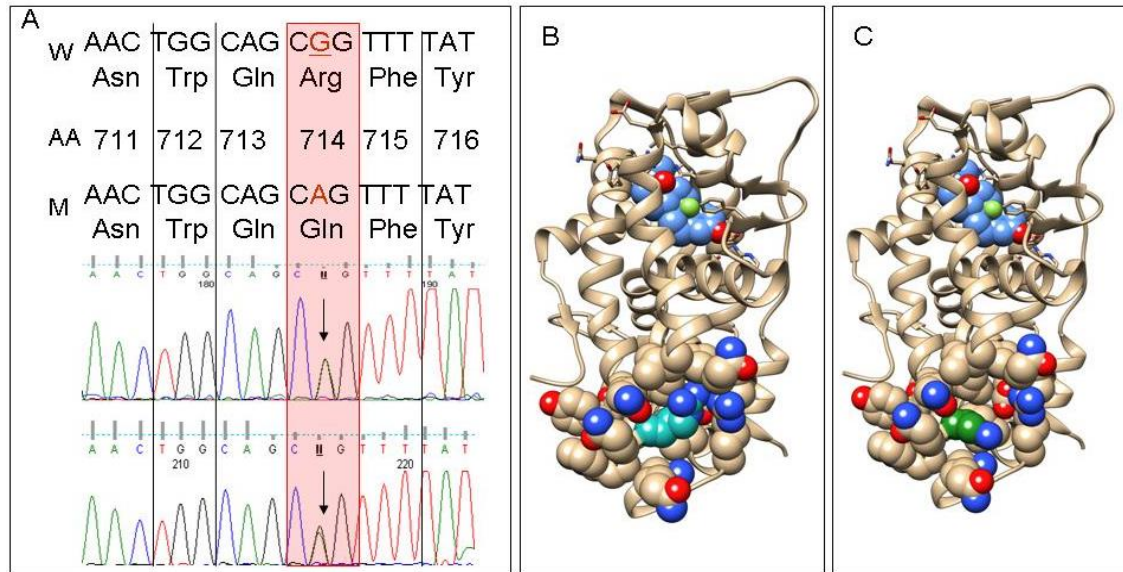 A
W AAC TGG CAG CGG TTT TAT
Asn Trp Gln Arg Phe Tyr
AA 711 712 713 714 715 716
M AAC TGG CAG CAG TTT TAT
Asn Trp Gln Gln Phe Tyr
A A C T G G C A G C N G T T T T A T
180 190
A A C T G G C A G C N G T T T T A T
210 220
B
C